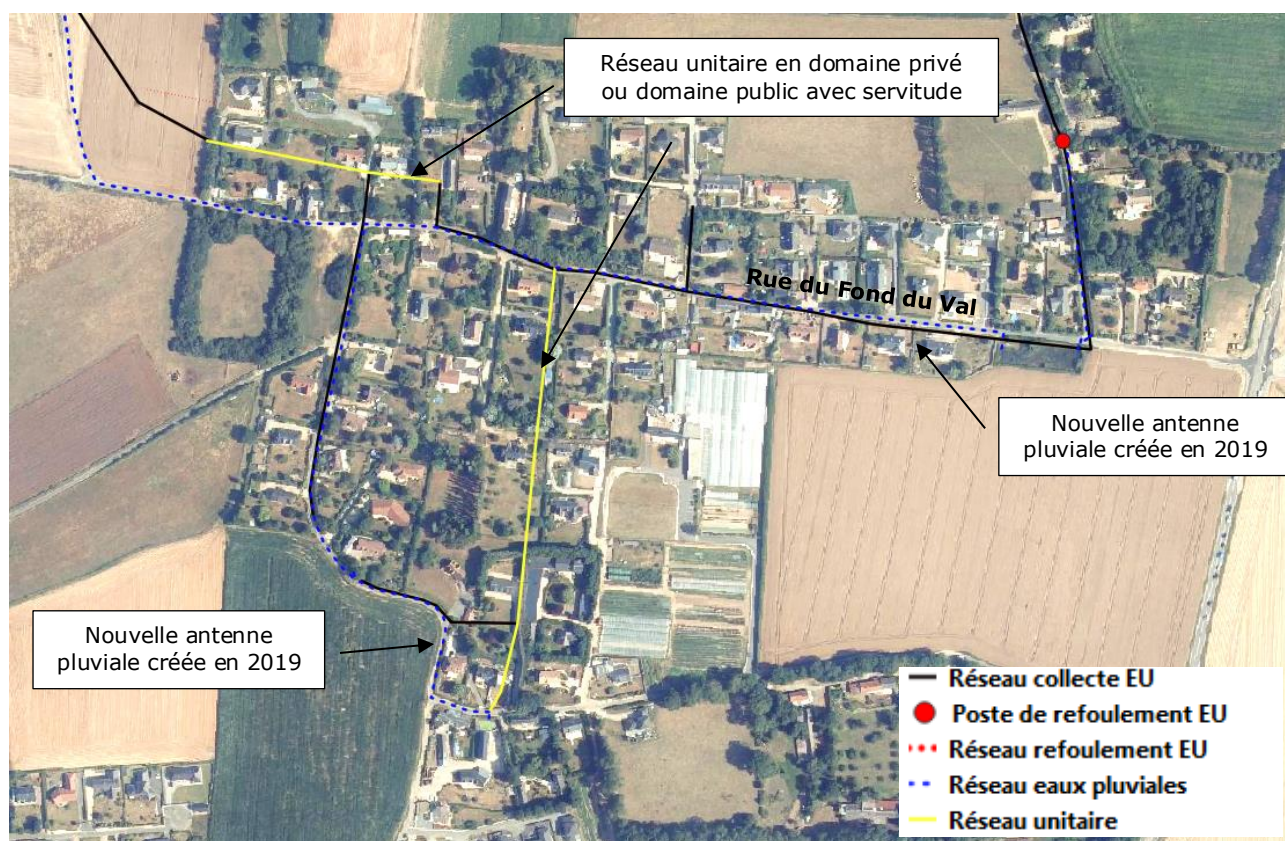 Réseau unitaire en domaine privé
ou domaine public avec servitude
Rue du Fond du Val
Nouvelle antenne
pluviale créée en 2019
Nouvelle antenne
pluviale créée en 2019
Réseau collecte EU
Poste de refoulement EU
Réseau refoulement EU
Réseau eaux pluviales
Réseau unitaire